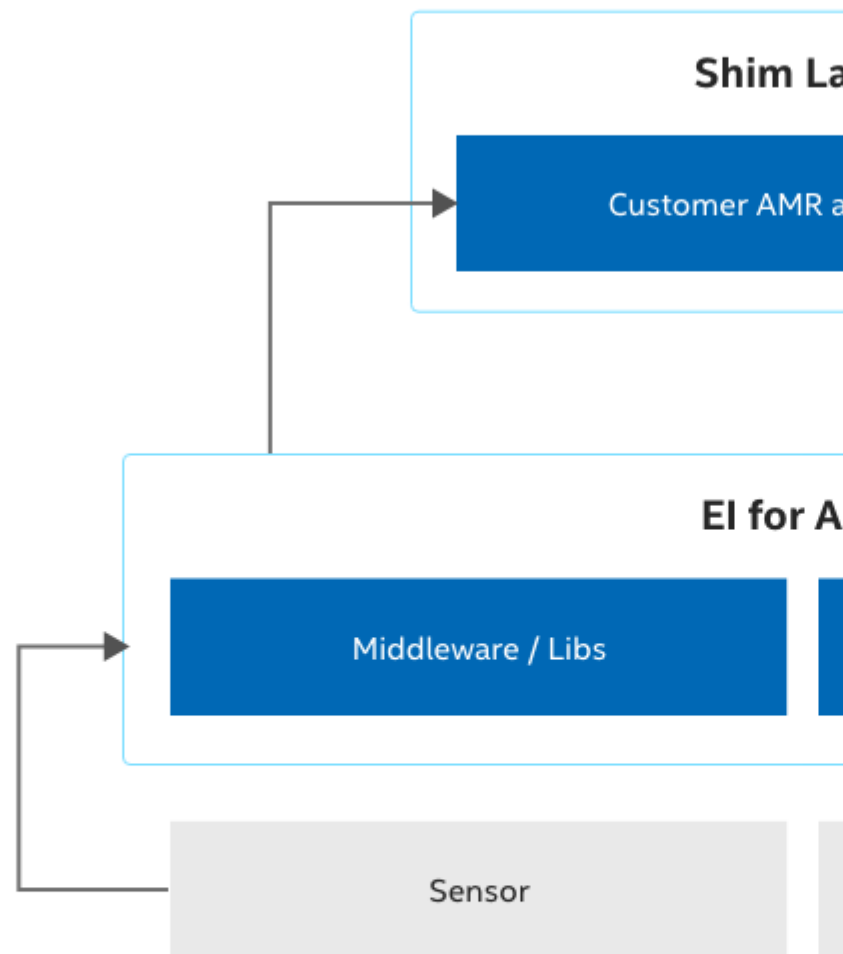 Shim La
Customer AMR a
EI for A
Middleware / Libs
Sensor